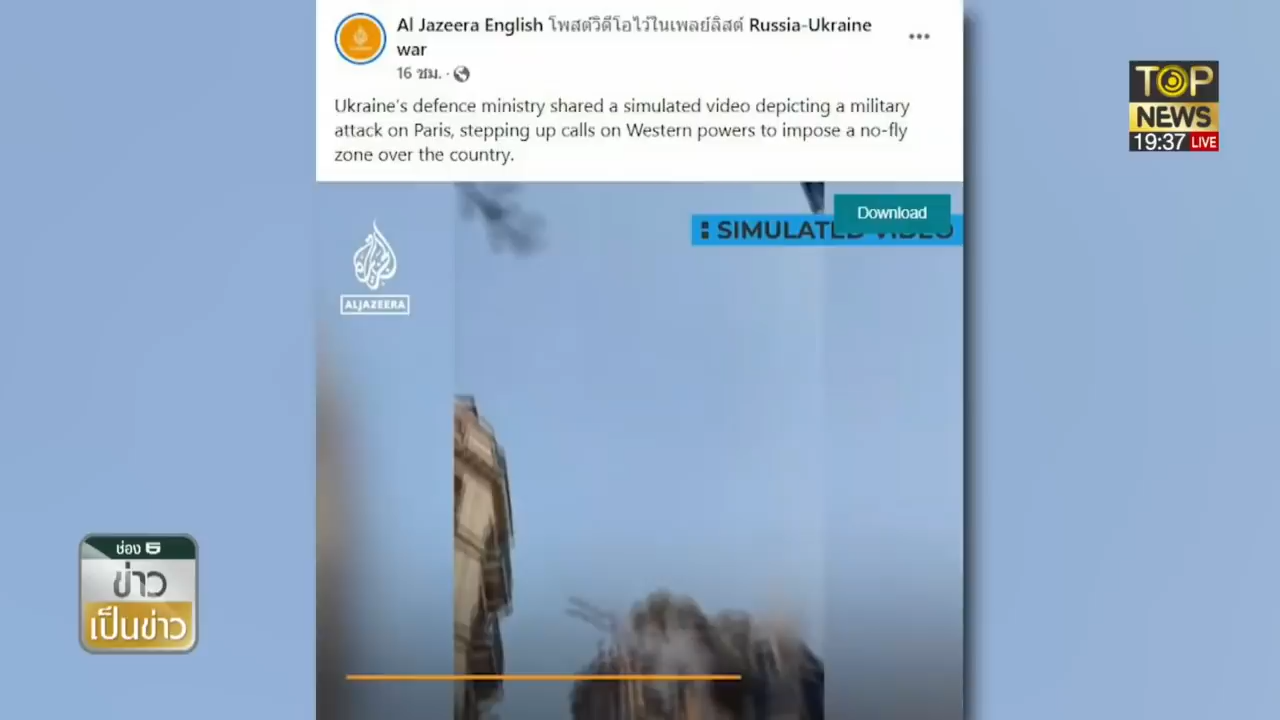 Al Jazeera English โพสต์วิดีโอไว้ในเพลย์ลิสต์ Russia-Ukraine
war
16 ชม. ·
Ukraine's defence ministry shared a simulated video depicting a military
attack on Paris, stepping up calls on Western powers to impose a no-fly
zone over the country.
TOP
NEWS
19:37 LIVE
Download
SIMULATED VIDEO
ALJAZEERA
ช่อง 5
ข่าว
เป็นข่าว